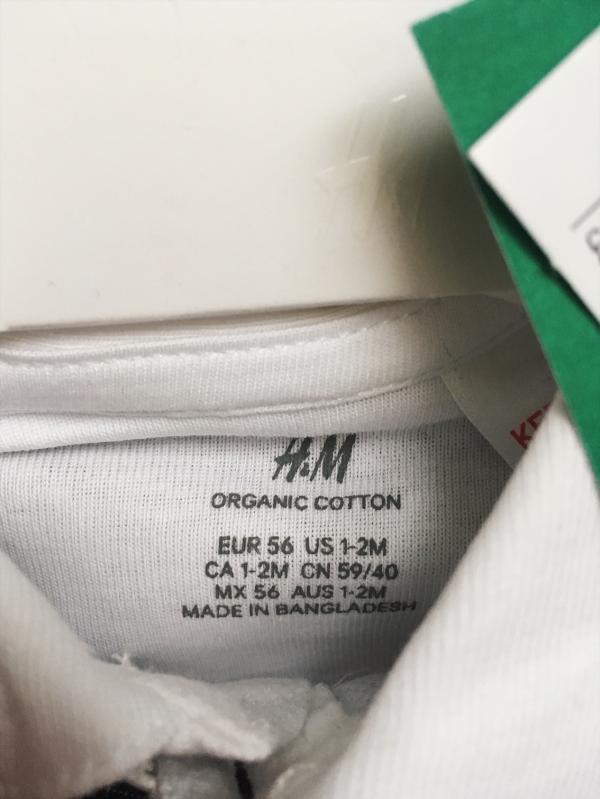 H&M
ORGANIC COTTON
EUR 56 US 1-2M
CA 1-2M CN 59/40
MX 56 AUS 1-2M
MADE IN BANGLADESH